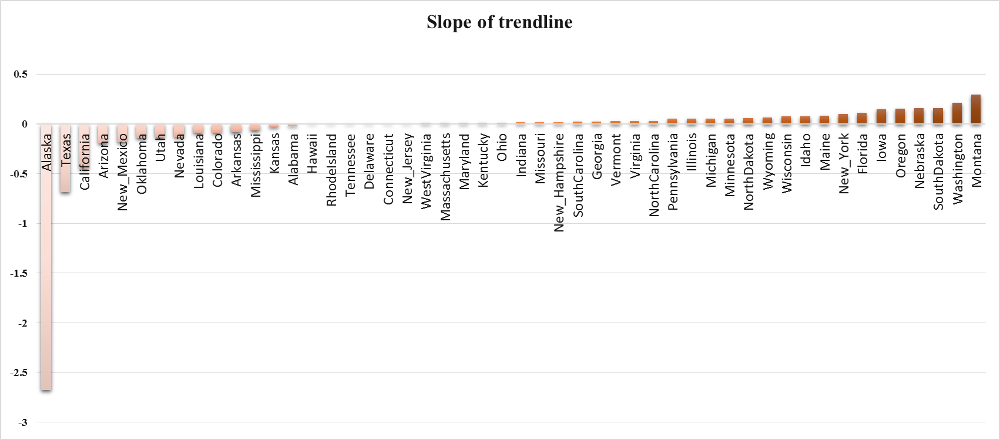 Slope of trendline
0.5
0
-0.5
-1
-1.5
-2
-2.5
-3
Alaska
Texas
California
Arizona
New_Mexico
Oklahoma
Utah
Nevada
Louisiana
Colorado
Arkansas
Mississippi
Kansas
Alabama
Hawaii
RhodeIsland
Tennessee
Delaware
Connecticut
New_Jersey
WestVirginia
Massachusetts
Maryland
Kentucky
Ohio
Indiana
Missouri
New_Hampshire
SouthCarolina
Georgia
Vermont
Virginia
NorthCarolina
Pennsylvania
Illinois
Michigan
Minnesota
NorthDakota
Wyoming
Wisconsin
Idaho
Maine
New_York
Florida
Iowa
Oregon
Nebraska
SouthDakota
Washington
Montana